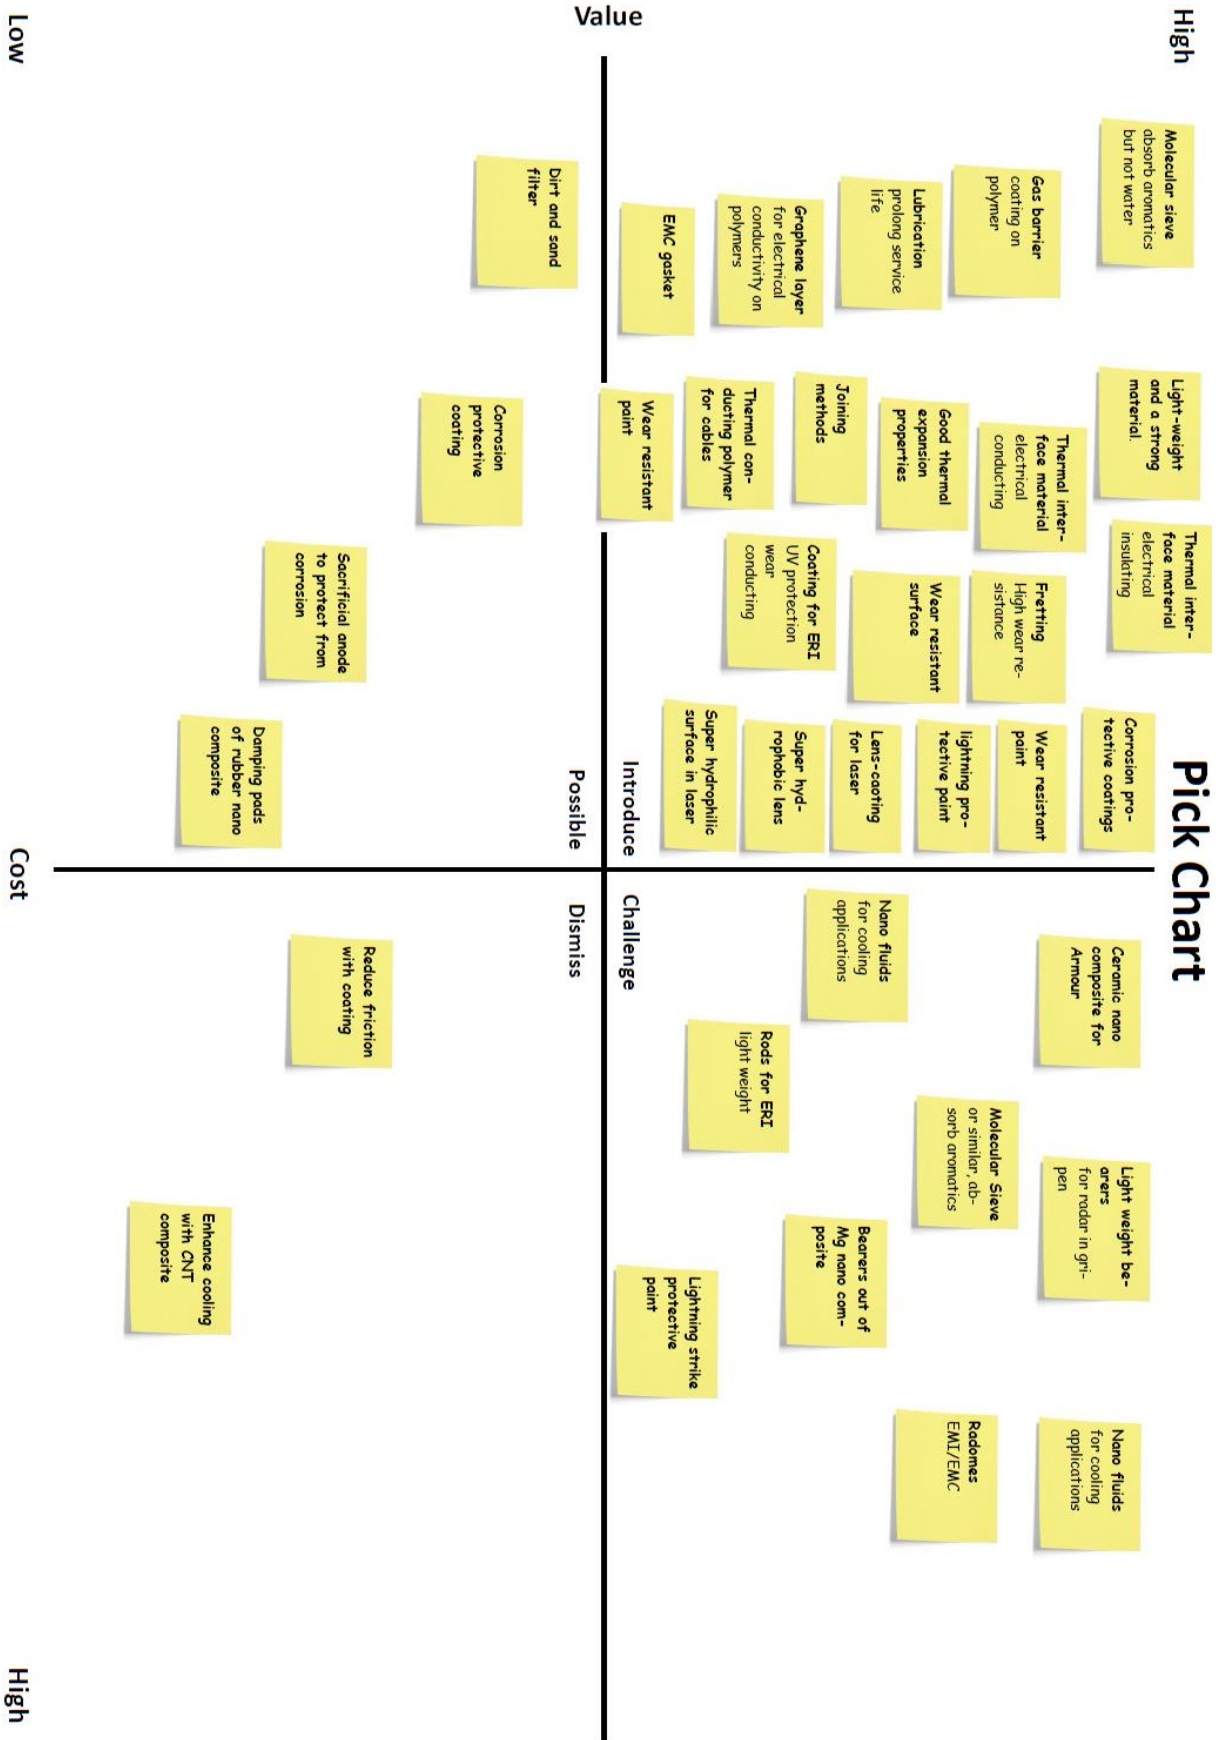 Pick Chart
High
Value
Low
Cost
High
Introduce
Challenge
Possible
Dismiss
Molecular sieve
absorb aromatics
but not water
Gas barrier
coating on
polymer
Lubrication
prolong service
life
Graphene layer
for electrical
conductivity on
polymers
EMC gasket
Light-weight
and a strong
material.
Thermal inter-
face material
electrical
conducting
Good thermal
expansion
properties
Joining
methods
Thermal con-
ducting polymer
for cables
Wear resistant
paint
Thermal inter-
face material
electrical
insulating
Fretting
High wear re-
sistance
Wear resistant
surface
Coating for ERI
UV protection
wear
conducting
Corrosion pro-
tective coatings
Wear resistant
paint
lightning pro-
tective paint
Lens-caoting
for laser
Super hyd-
rophobic lens
Super hydrophilic
surface in laser
Ceramic nano
composite for
Armour
Nano fluids
for cooling
applications
Rods for ERI
light weight
Molecular Sieve
or similar, ab-
sorb aromatics
Light weight be-
arers
for radar in gri-
pen
Bearers out of
Mg nano com-
posite
Lightning strike
protective
paint
Radomes
EMI/EMC
Nano fluids
for cooling
applications
Dirt and sand
filter
Corrosion
protective
coating
Sacrificial anode
to protect from
corrosion
Damping pads
of rubber nano
composite
Reduce friction
with coating
Enhance cooling
with CNT
composite